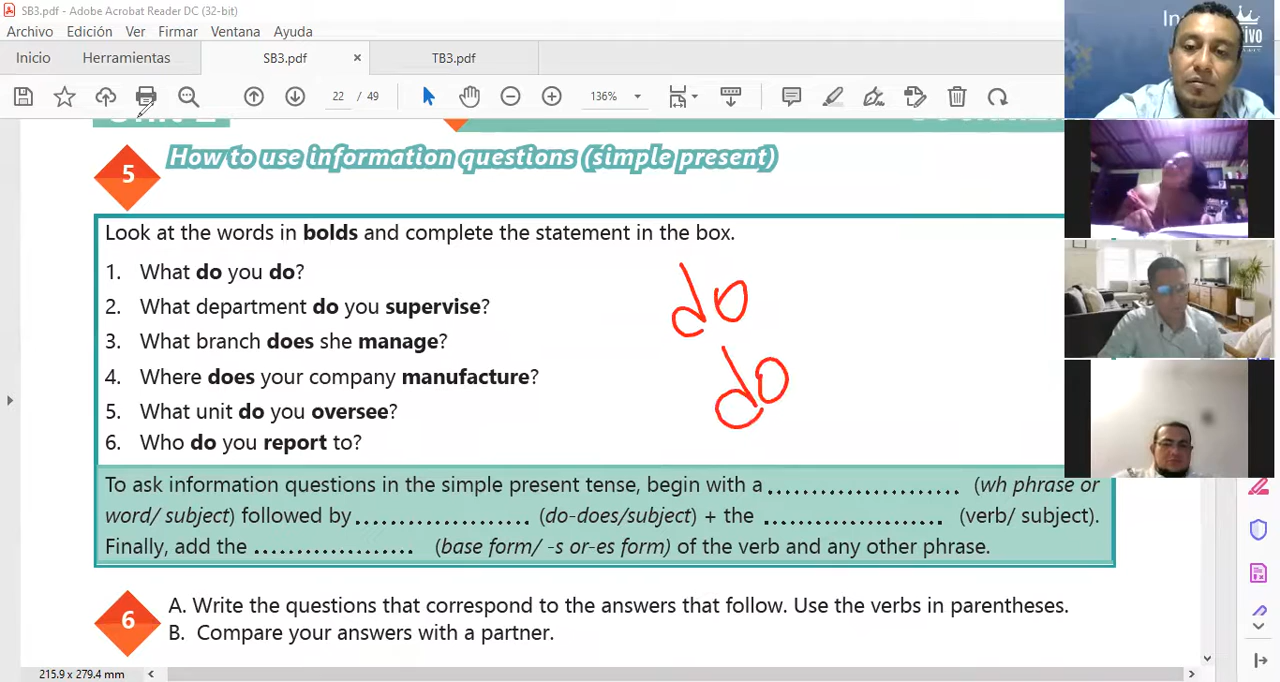 SB3.pdf - Adobe Acrobat Reader DC (32-bit)
Archivo Edición Ver Firmar Ventana Ayuda
Inicio Herramientas SB3.pdf × TB3.pdf
22 / 49 136%
5 How to use information questions (simple present)
Look at the words in bolds and complete the statement in the box.
1. What do you do?
2. What department do you supervise?
3. What branch does she manage?
4. Where does your company manufacture?
5. What unit do you oversee?
6. Who do you report to?
do
do
To ask information questions in the simple present tense, begin with a ........................ (wh phrase or
word/ subject) followed by ...................... (do-does/subject) + the ....................... (verb/ subject).
Finally, add the .................... (base form/ -s or-es form) of the verb and any other phrase.
6 A. Write the questions that correspond to the answers that follow. Use the verbs in parentheses.
B. Compare your answers with a partner.
215.9 x 279.4 mm